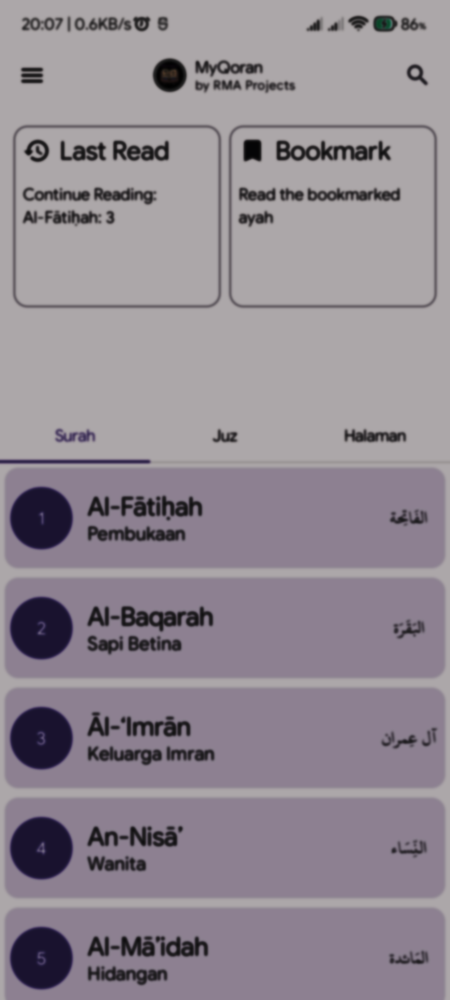 20:07 | 0.6KB/s
86%
MyQoran
by RMA Projects
Last Read
Continue Reading:
Al-Fātiḥah: 3
Bookmark
Read the bookmarked
ayah
Surah
Juz
Halaman
1
Al-Fātiḥah
Pembukaan
الفَاتِحة
2
Al-Baqarah
Sapi Betina
البَقَرَة
3
Āl-‘Imrān
Keluarga Imran
آل عِمران
4
An-Nisā’
Wanita
النِّسَاء
5
Al-Mā’idah
Hidangan
المَائدة